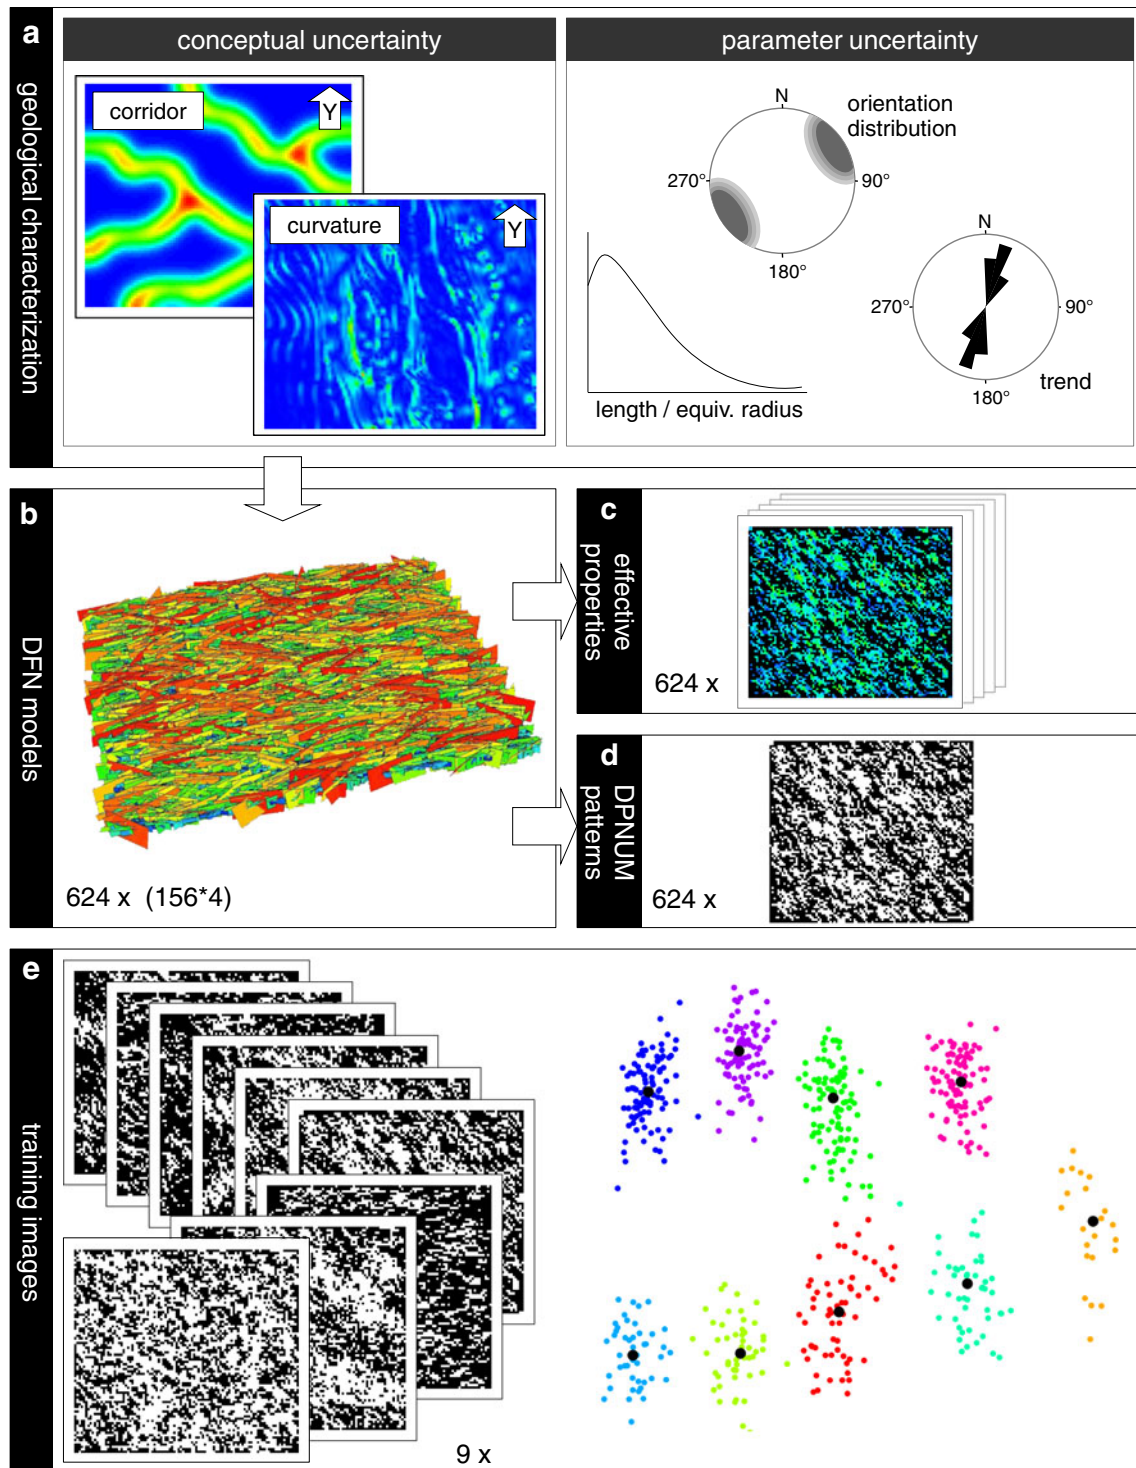 a
geological characterization
conceptual uncertainty
corridor
Y
curvature
Y
parameter uncertainty
N
orientation
distribution
270°
90°
180°
length / equiv. radius
N
270°
90°
180°
trend
b
DFN models
624 x (156*4)
c
effective
properties
624 x
d
DPNUM
patterns
624 x
e
training images
9 x